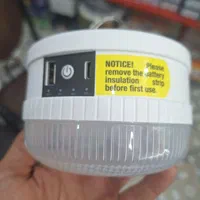 NOTICE! Please
remove the battery
insulation strip
before first use.